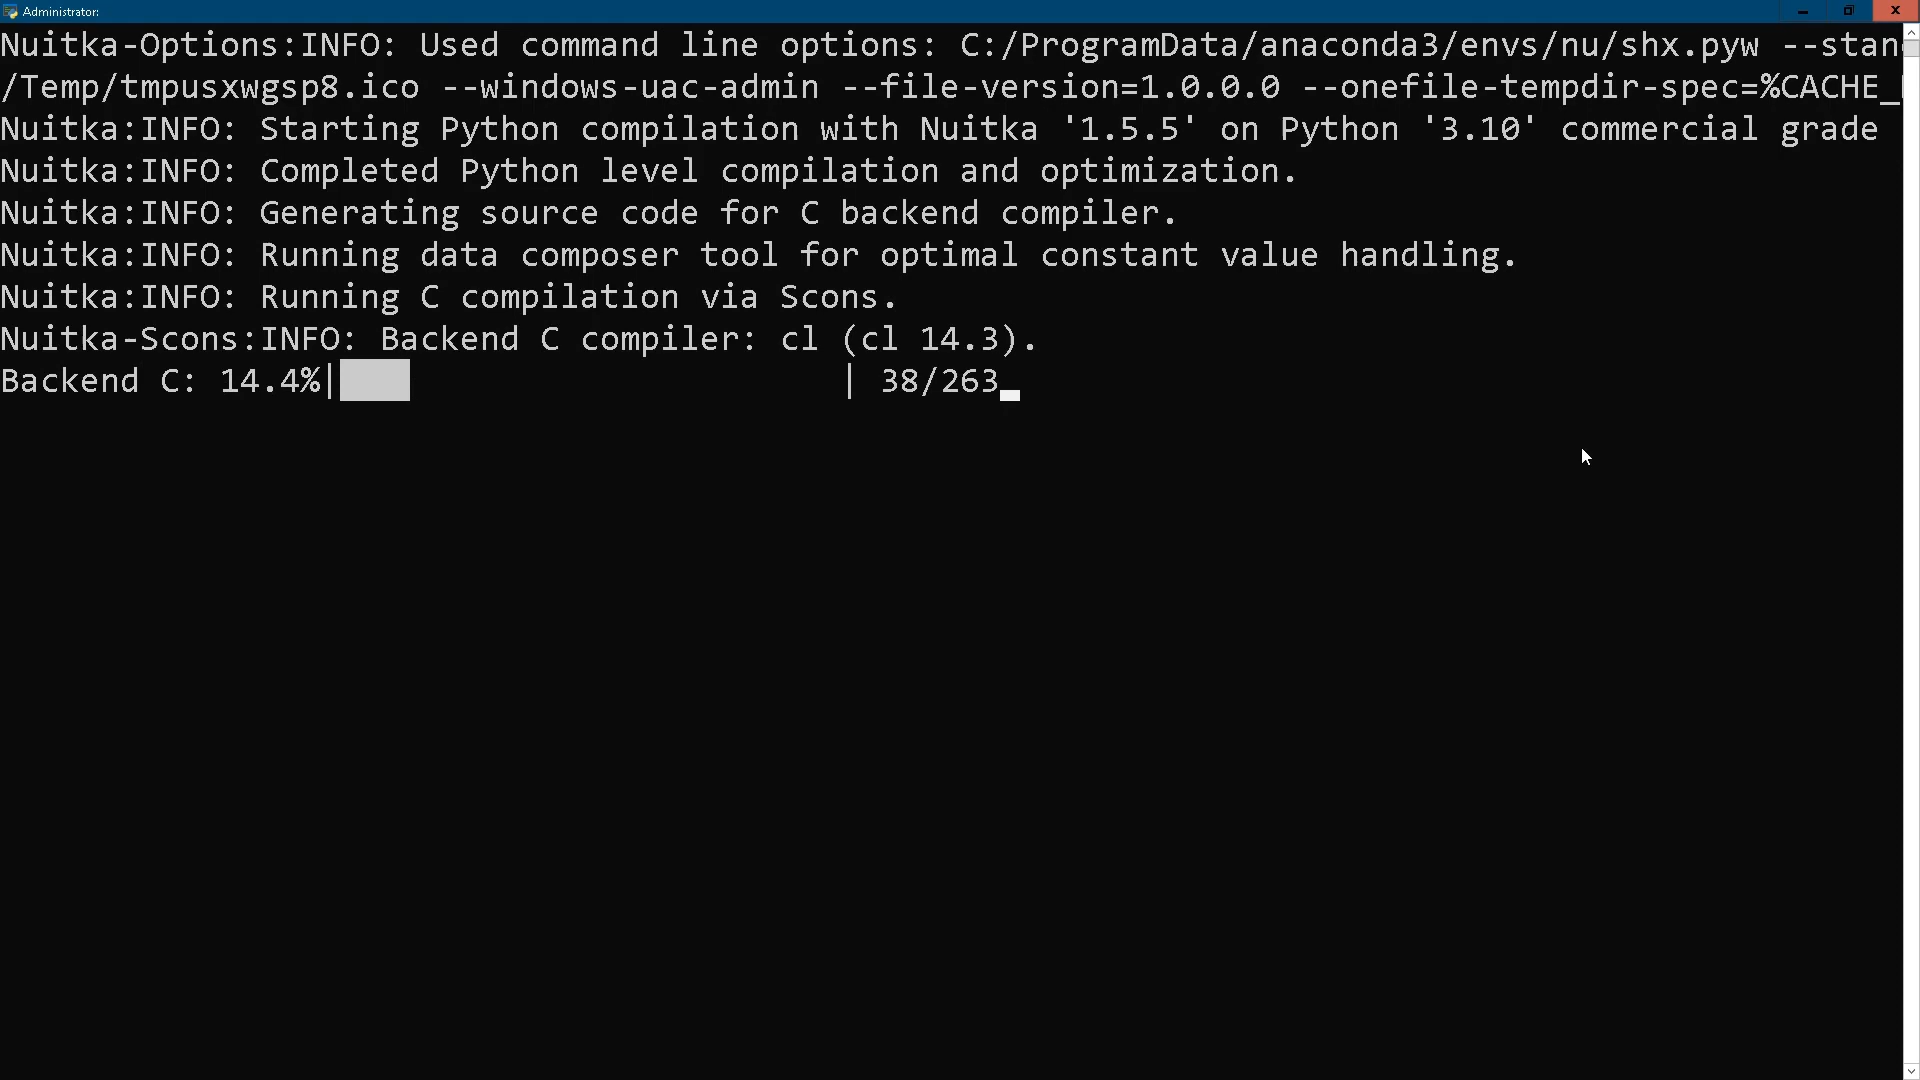 Administrator:
Nuitka-Options:INFO: Used command line options: C:/ProgramData/anaconda3/envs/nu/shx.pyw --stan
/Temp/tmpusxwgsp8.ico --windows-uac-admin --file-version=1.0.0.0 --onefile-tempdir-spec=%CACHE_
Nuitka:INFO: Starting Python compilation with Nuitka '1.5.5' on Python '3.10' commercial grade
Nuitka:INFO: Completed Python level compilation and optimization.
Nuitka:INFO: Generating source code for C backend compiler.
Nuitka:INFO: Running data composer tool for optimal constant value handling.
Nuitka:INFO: Running C compilation via Scons.
Nuitka-Scons:INFO: Backend C compiler: cl (cl 14.3).
Backend C: 14.4%| | 38/263